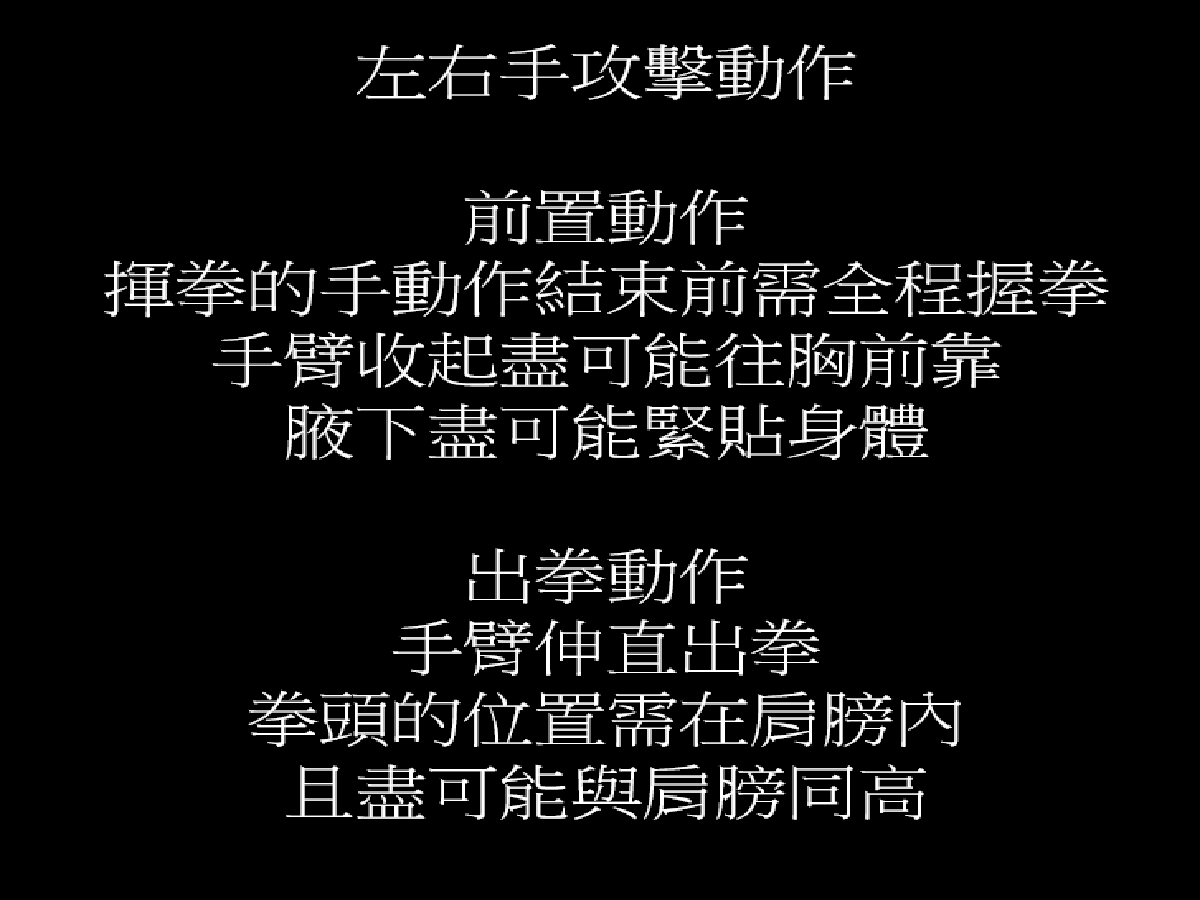 左右手攻擊動作
前置動作
揮拳的手動作結束前需全程握拳
手臂收起盡可能往胸前靠
腋下盡可能緊貼身體
出拳動作
手臂伸直出拳
拳頭的位置需在肩膀內
且盡可能與肩膀同高